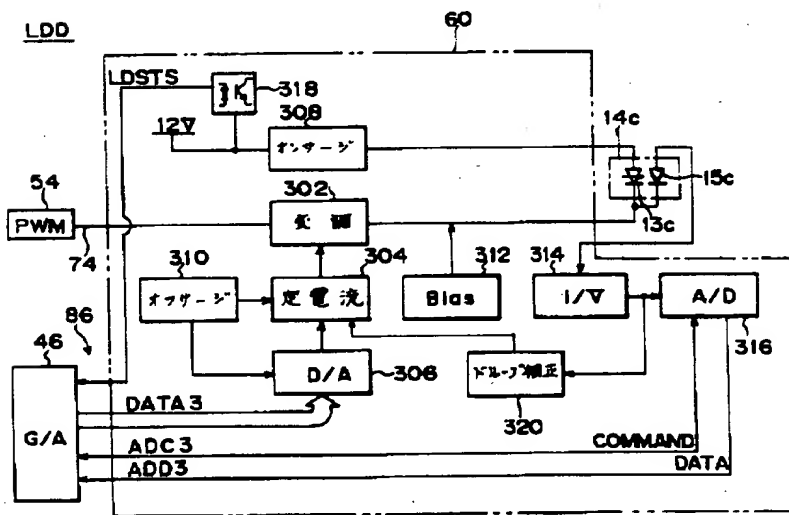 LDD
60
LDSTS
318
308
12V
オンサージ
14c
15c
13c
54
PWM
74
302
変調
310
オフサージ
304
定電流
312
Bias
314
I/V
A/D
316
86
46
G/A
D/A
306
ドループ補正
320
DATA3
ADC3
COMMAND
ADD3
DATA